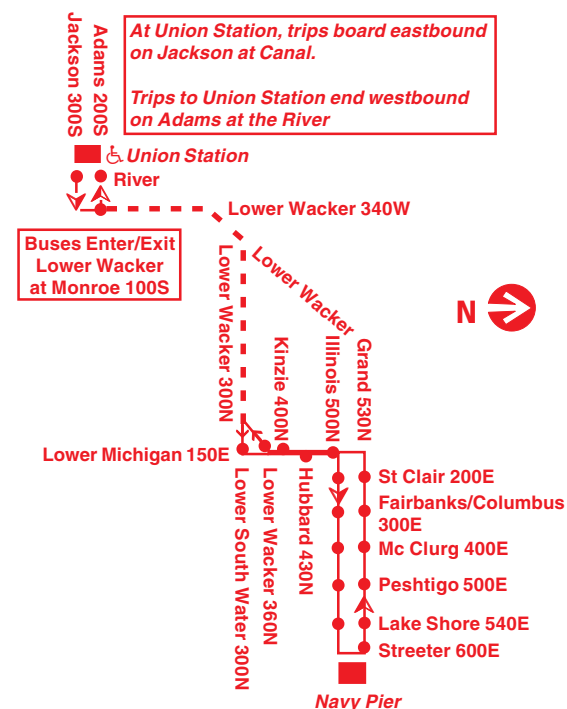 Jackson 300S
Adams 200S
At Union Station, trips board eastbound
on Jackson at Canal.
Trips to Union Station end westbound
on Adams at the River
Union Station
River
Lower Wacker 340W
Buses Enter/Exit
Lower Wacker
at Monroe 100S
Lower Wacker 300N
Lower Wacker
Kinzie 400N
Illinois 500N
Grand 530N
N
Lower Michigan 150E
Lower South Water 300N
Lower Wacker 360N
Hubbard 430N
St Clair 200E
Fairbanks/Columbus
300E
Mc Clurg 400E
Peshtigo 500E
Lake Shore 540E
Streeter 600E
Navy Pier